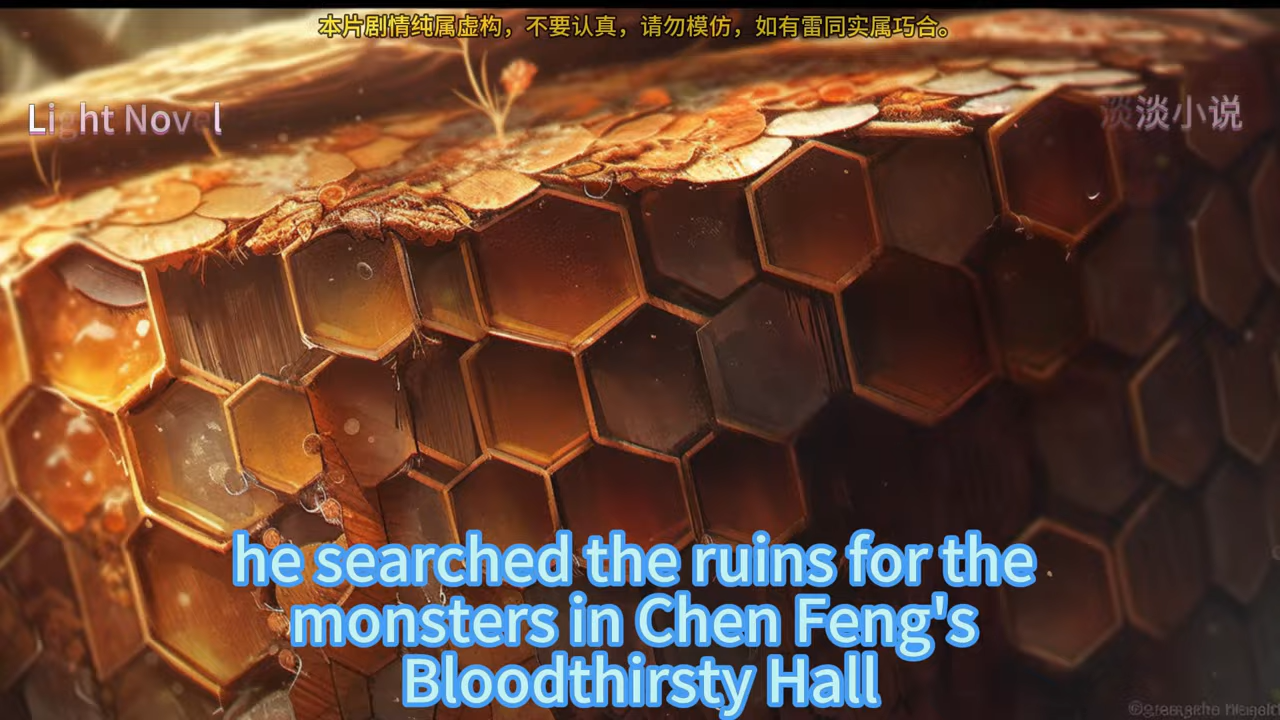 本片剧情纯属虚构，不要认真，请勿模仿，如有雷同实属巧合。
Light Novel
淡淡小说
he searched the ruins for the
monsters in Chen Feng's
Bloodthirsty Hall